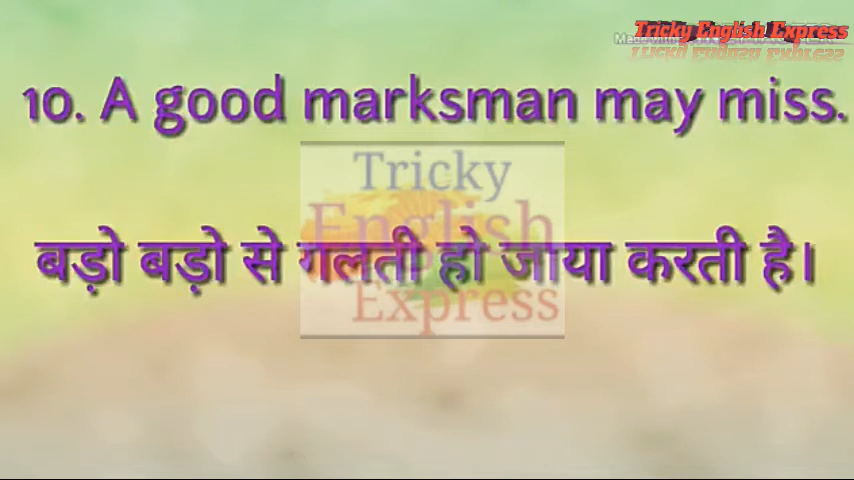 Tricky English Express
10. A good marksman may miss.
Tricky
English
Express
बड़ो बड़ो से गलती हो जाया करती है।